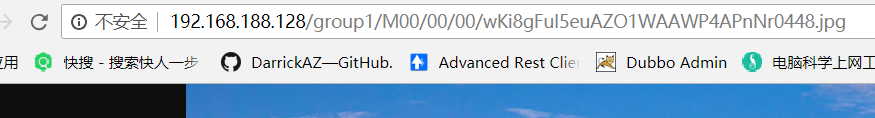 不安全 192.168.188.128/group1/M00/00/00/wKi8gFul5euAZO1WAAWP4APnNr0448.jpg
应用 快搜 - 搜索快人一步 DarrickAZ—GitHub. Advanced Rest Clie Dubbo Admin 电脑科学上网工